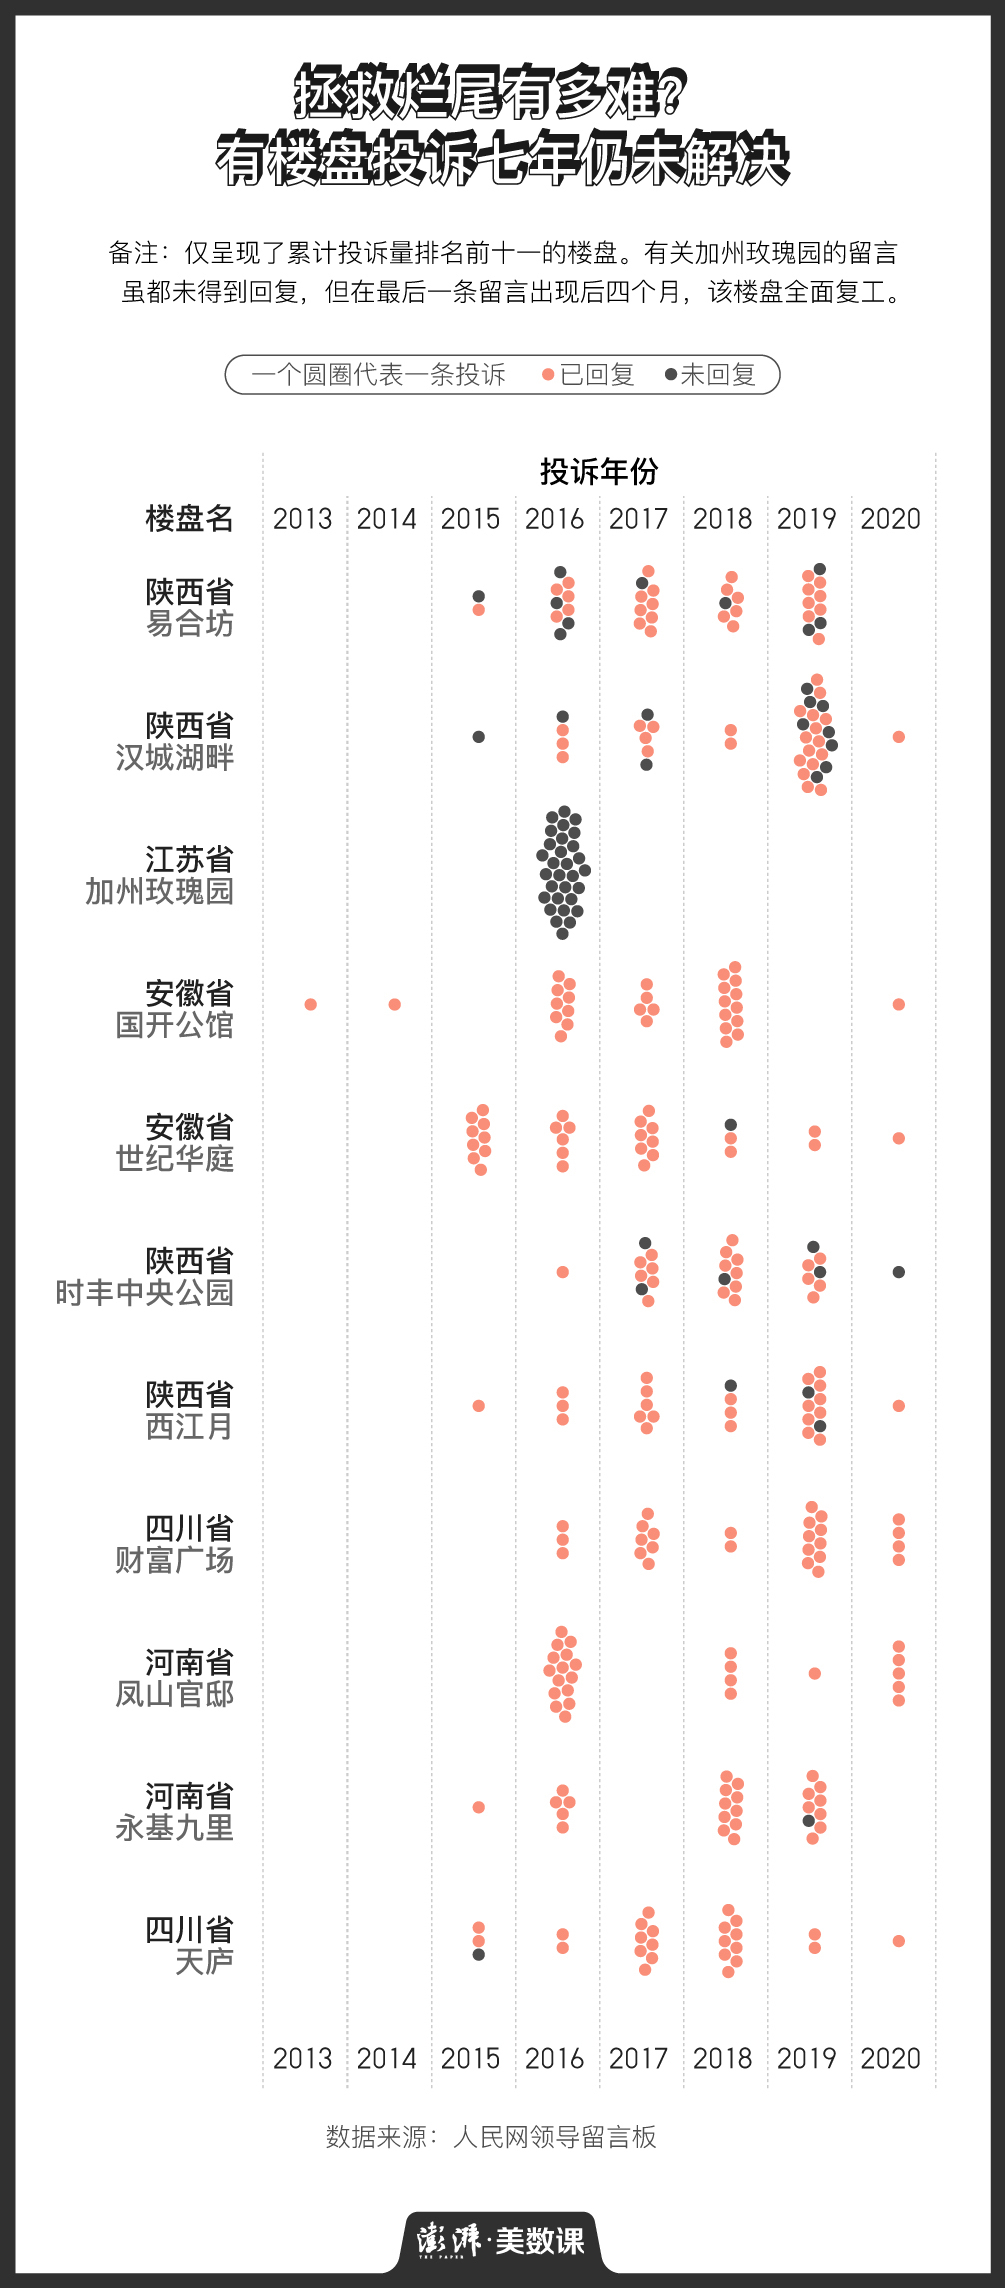 拯救烂尾有多难?
有楼盘投诉七年仍未解决
备注：仅呈现了累计投诉量排名前十一的楼盘。有关加州玫瑰园的留言
虽都未得到回复，但在最后一条留言出现后四个月，该楼盘全面复工。
一个圆圈代表一条投诉 已回复 未回复
投诉年份
楼盘名 2013 2014 2015 2016 2017 2018 2019 2020
陕西省
易合坊
陕西省
汉城湖畔
江苏省
加州玫瑰园
安徽省
国开公馆
安徽省
世纪华庭
陕西省
时丰中央公园
陕西省
西江月
四川省
财富广场
河南省
凤山官邸
河南省
永基九里
四川省
天庐
2013 2014 2015 2016 2017 2018 2019 2020
数据来源：人民网领导留言板
澎湃·美数课
THE PAPER